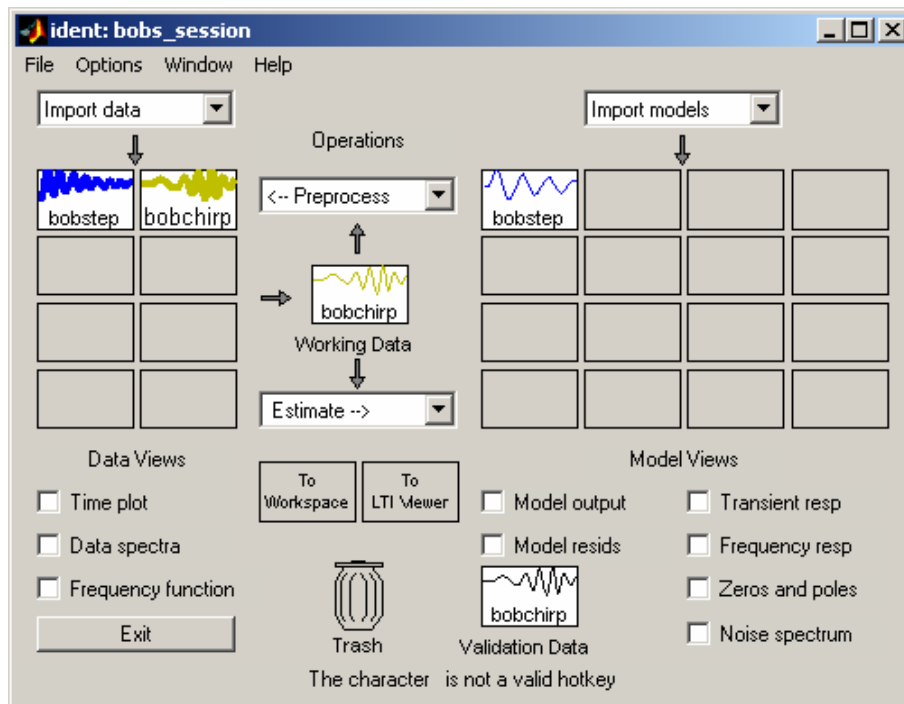 ident: bobs_session
File Options Window Help
Import data
Import models
Operations
bobstep
bobchirp
<-- Preprocess
bobstep
bobchirp
Working Data
Estimate -->
Data Views
Model Views
To Workspace
To LTI Viewer
Time plot
Data spectra
Frequency function
Exit
Model output
Model resids
Transient resp
Frequency resp
Zeros and poles
Noise spectrum
Trash
bobchirp
Validation Data
The character is not a valid hotkey